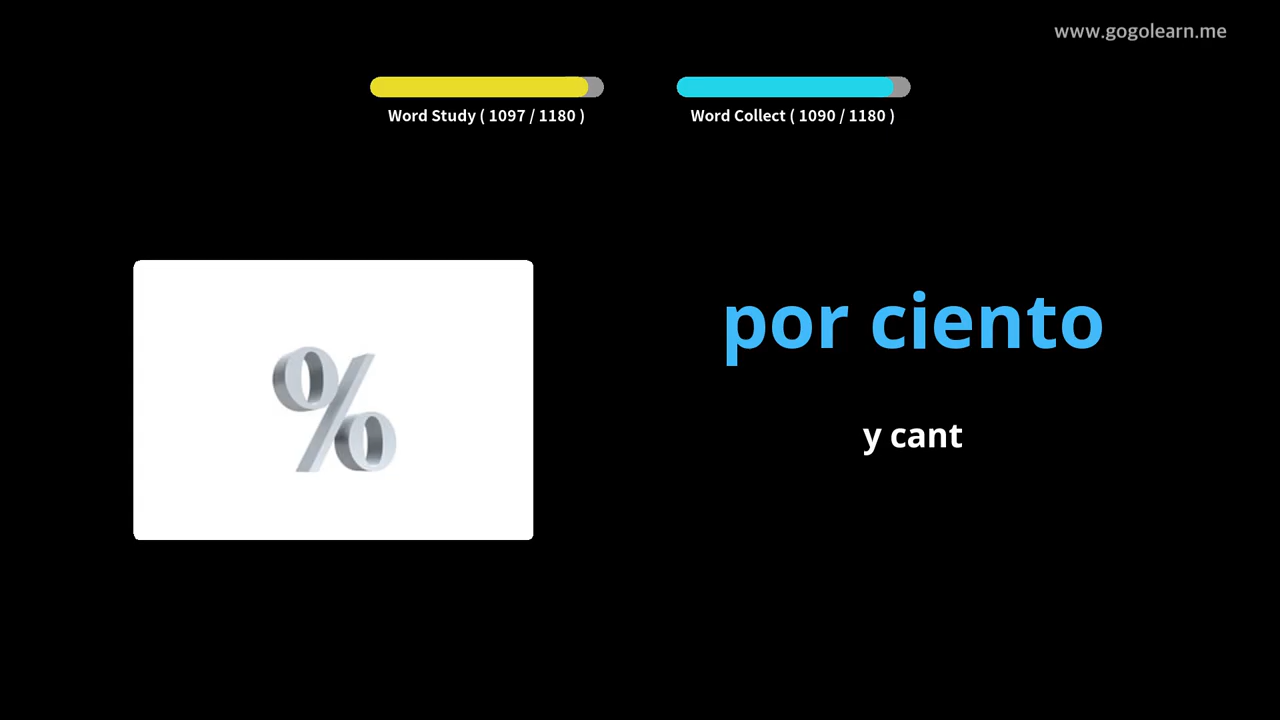 www.gogolearn.me
Word Study ( 1097 / 1180 )
Word Collect ( 1090 / 1180 )
%
por ciento
y cant